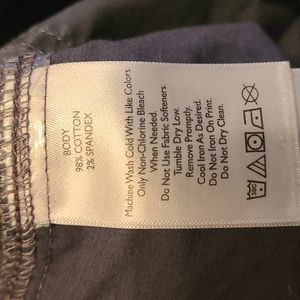 BODY
98% COTTON
2% SPANDEX
Machine Wash Cold With Like Colors.
Only Non-Chlorine Bleach
When Needed.
Do Not Use Fabric Softeners.
Tumble Dry Low.
Remove Promptly.
Cool Iron As Desired.
Do Not Iron On Print.
Do Not Dry Clean.